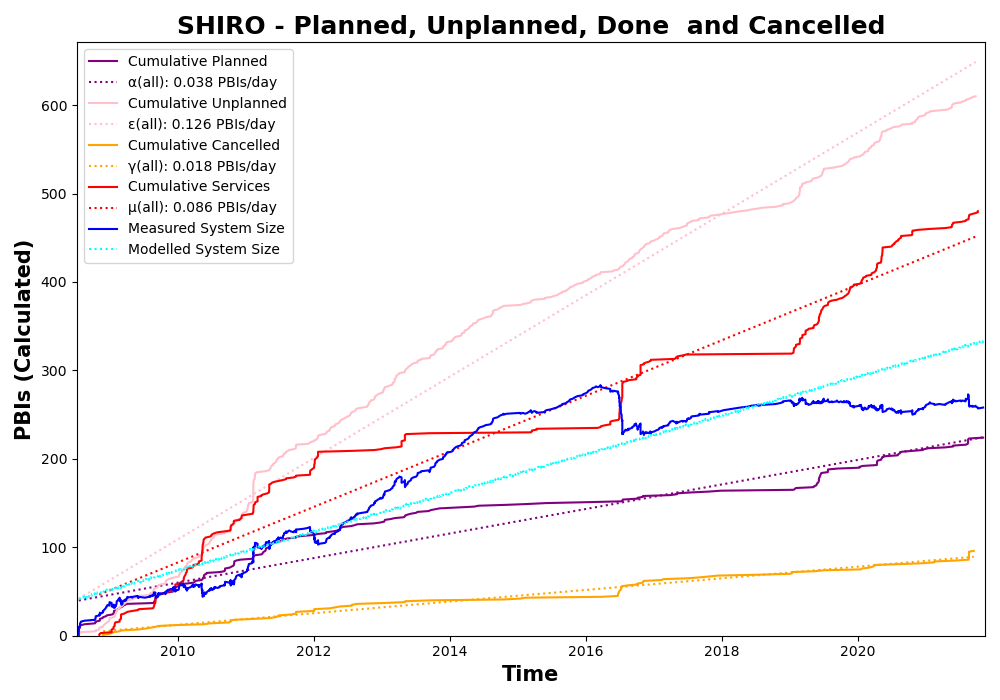 SHIRO - Planned, Unplanned, Done  and Cancelled
Cumulative Planned
α(all): 0.038 PBIs/day
Cumulative Unplanned
ε(all): 0.126 PBIs/day
Cumulative Cancelled
γ(all): 0.018 PBIs/day
Cumulative Services
μ(all): 0.086 PBIs/day
Measured System Size
Modelled System Size
PBIs (Calculated)
600
500
400
300
200
100
0
2010 2012 2014 2016 2018 2020
Time